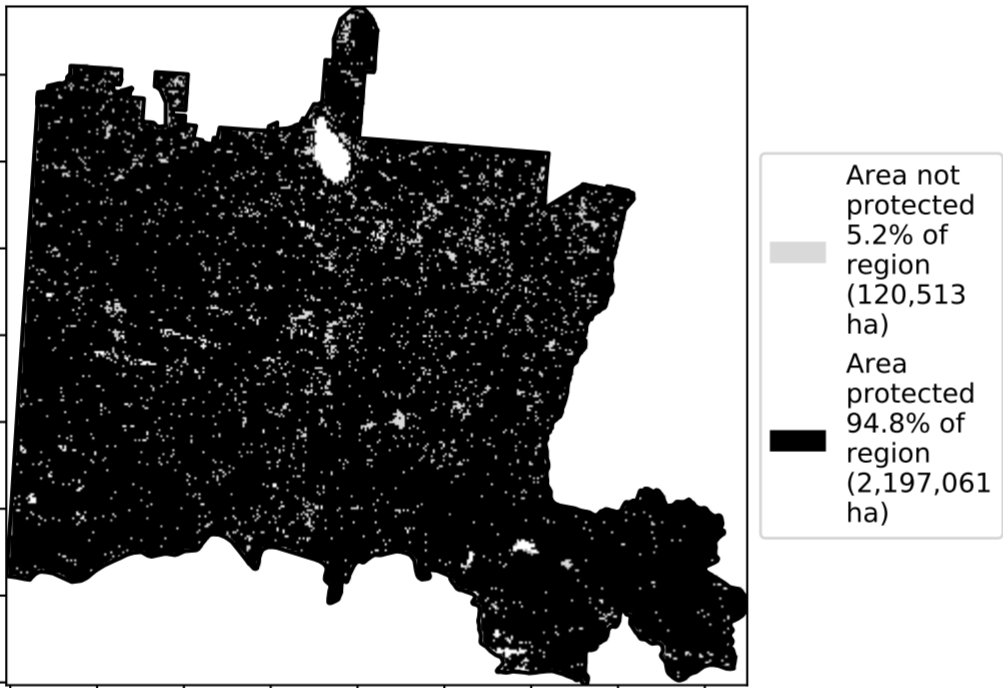 Area not
protected
5.2% of
region
(120,513
ha)
Area
protected
94.8% of
region
(2,197,061
ha)